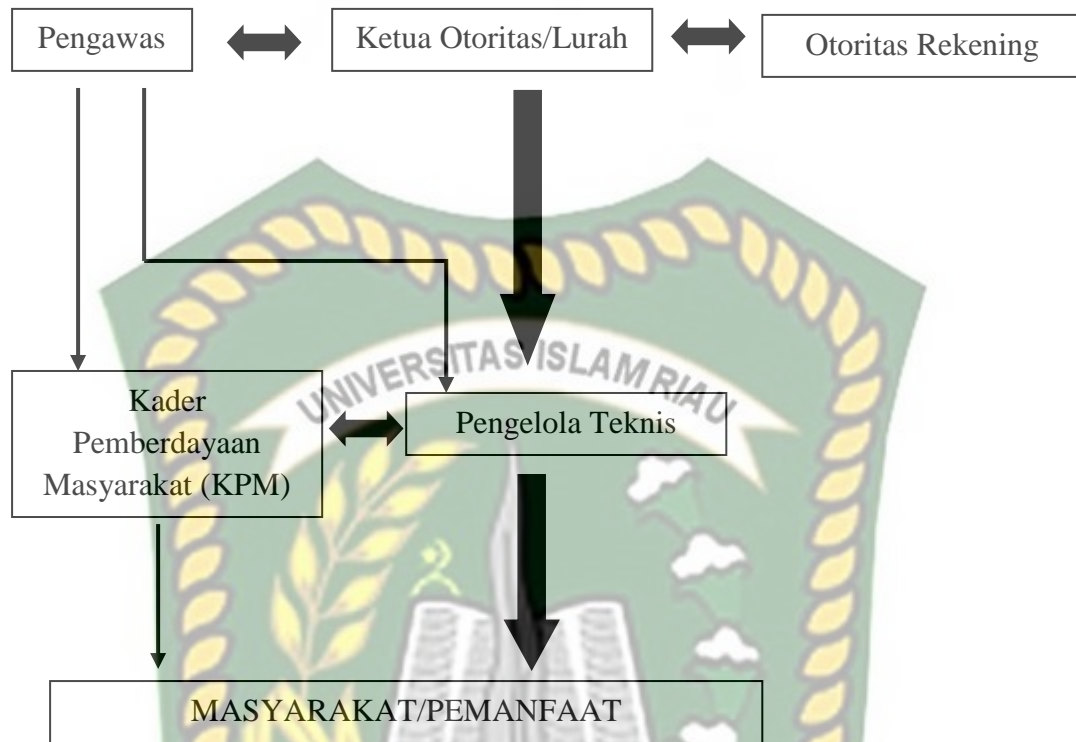 Pengawas
Ketua Otoritas/Lurah
Otoritas Rekening
UNIVERSITAS ISLAM RIAU
Kader
Pemberdayaan
Masyarakat (KPM)
Pengelola Teknis
MASYARAKAT/PEMANFAAT